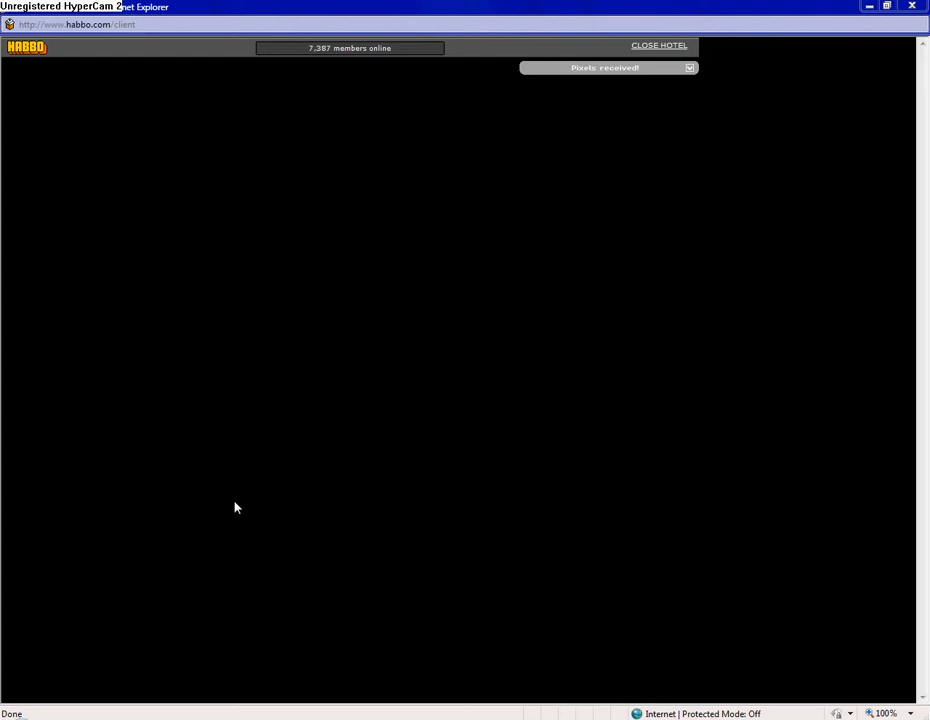 Unregistered HyperCam 2
net Explorer
http://www.habbo.com/client
HABBO
7,387 members online
CLOSE HOTEL
Pixels received!
Done
Internet | Protected Mode: Off
100%